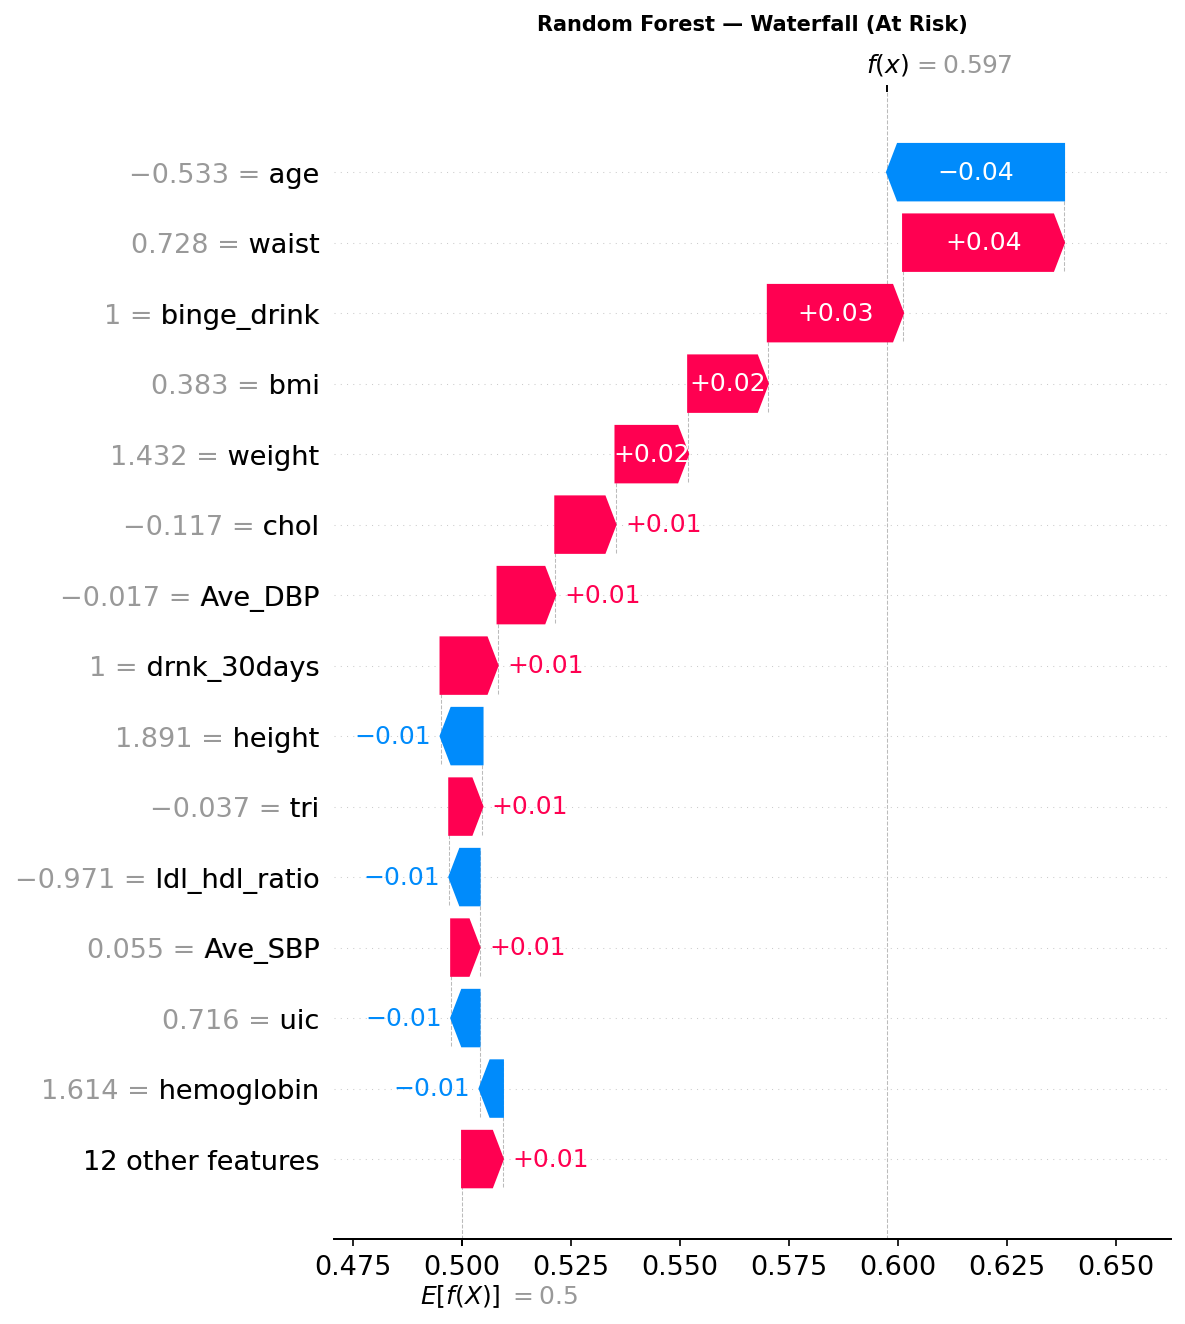 Random Forest — Waterfall (At Risk)
f(x) = 0.597
−0.533 = age −0.04
0.728 = waist +0.04
1 = binge_drink +0.03
0.383 = bmi +0.02
1.432 = weight +0.02
−0.117 = chol +0.01
−0.017 = Ave_DBP +0.01
1 = drnk_30days +0.01
1.891 = height −0.01
−0.037 = tri +0.01
−0.971 = ldl_hdl_ratio −0.01
0.055 = Ave_SBP +0.01
0.716 = uic −0.01
1.614 = hemoglobin −0.01
12 other features +0.01
0.475 0.500 0.525 0.550 0.575 0.600 0.625 0.650
E[f(X)] = 0.5